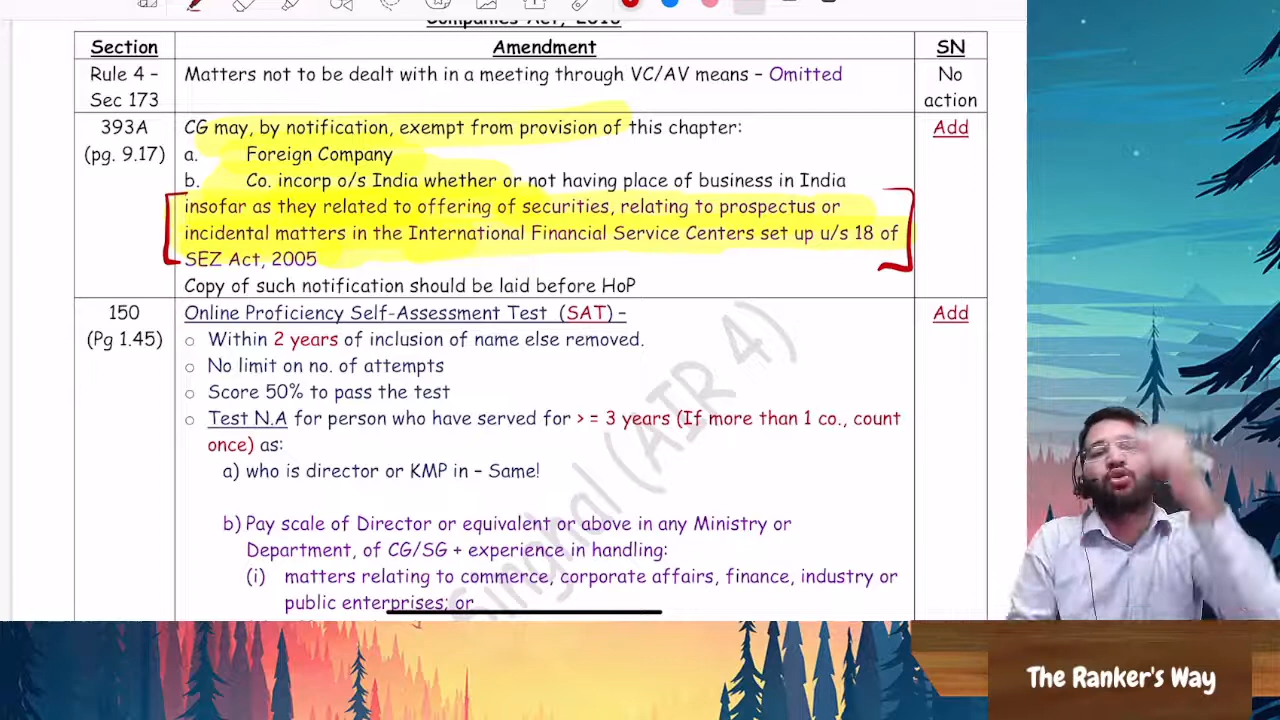 Companies Act, 2013
Section Amendment SN
Rule 4 – Matters not to be dealt with in a meeting through VC/AV means – Omitted No
Sec 173 action
393A CG may, by notification, exempt from provision of this chapter: Add
(pg. 9.17) a. Foreign Company
b. Co. incorp o/s India whether or not having place of business in India
insofar as they related to offering of securities, relating to prospectus or
incidental matters in the International Financial Service Centers set up u/s 18 of
SEZ Act, 2005
Copy of such notification should be laid before HoP
150 Online Proficiency Self-Assessment Test (SAT) – Add
(Pg 1.45) o Within 2 years of inclusion of name else removed.
o No limit on no. of attempts
o Score 50% to pass the test
o Test N.A for person who have served for > = 3 years (If more than 1 co., count
once) as:
a) who is director or KMP in – Same!
b) Pay scale of Director or equivalent or above in any Ministry or
Department, of CG/SG + experience in handling:
(i) matters relating to commerce, corporate affairs, finance, industry or
public enterprises; or
Singhal (AIR 4)
The Ranker's Way